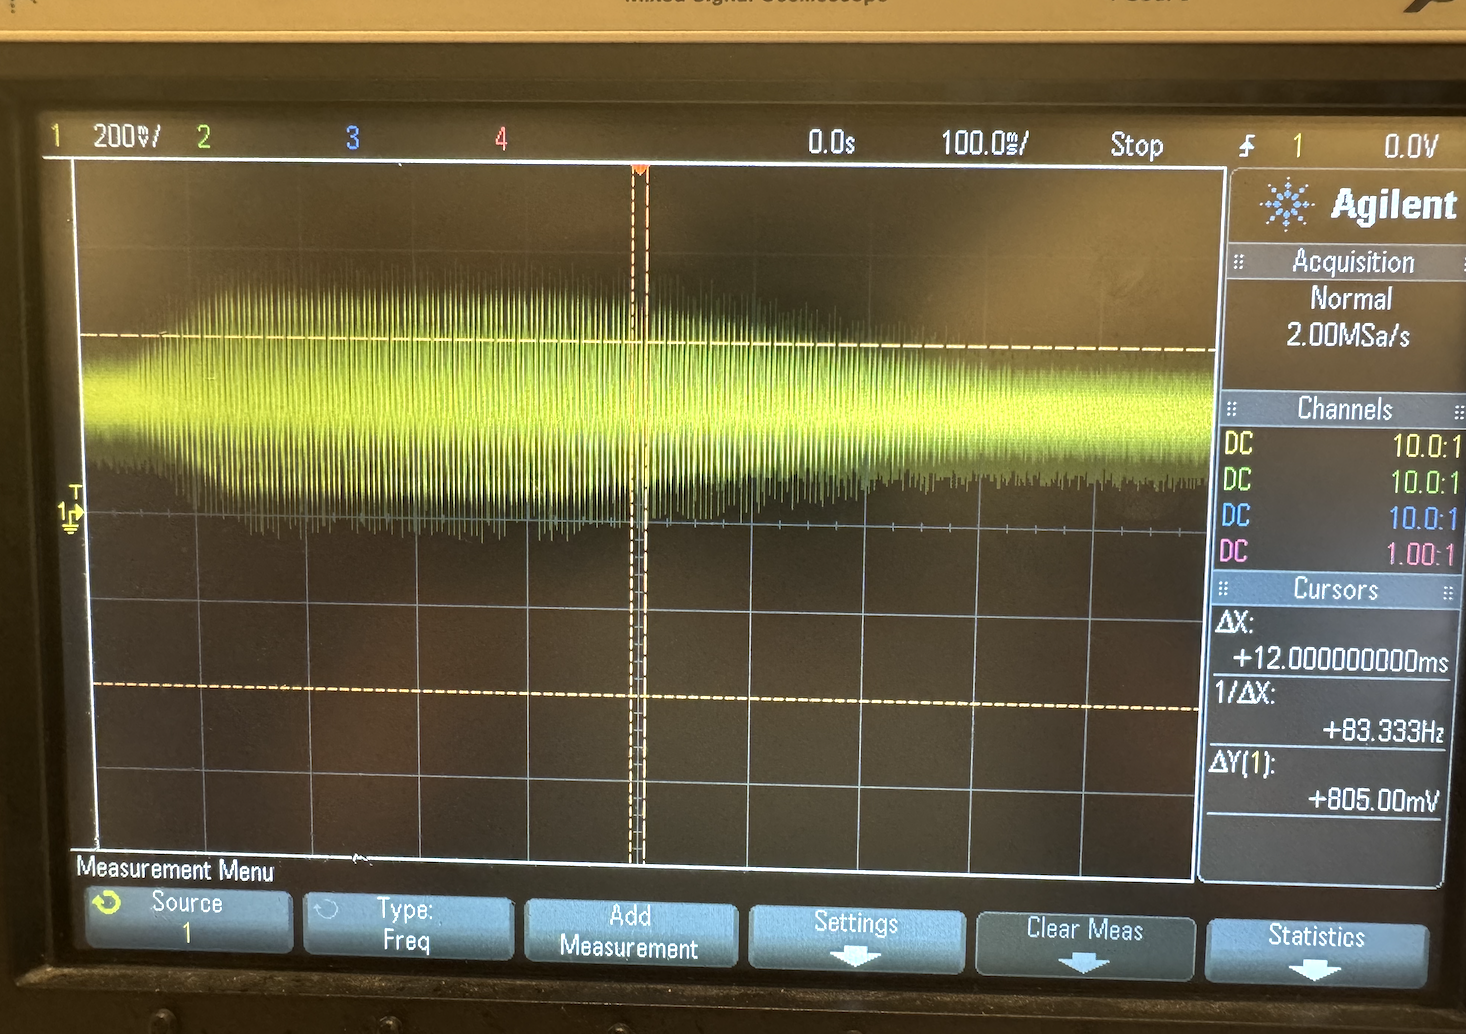 Mixed Signal Oscilloscope
1 200mV/ 2 3 4 0.0s 100.0ms/ Stop 1 0.0V
Agilent
Acquisition
Normal
2.00MSa/s
Channels
DC 10.0:1
DC 10.0:1
DC 10.0:1
DC 1.00:1
Cursors
ΔX:
+12.000000000ms
1/ΔX:
+83.333Hz
ΔY(1):
+805.00mV
T
1
Measurement Menu
Source
1
Type:
Freq
Add
Measurement
Settings
Clear Meas
Statistics